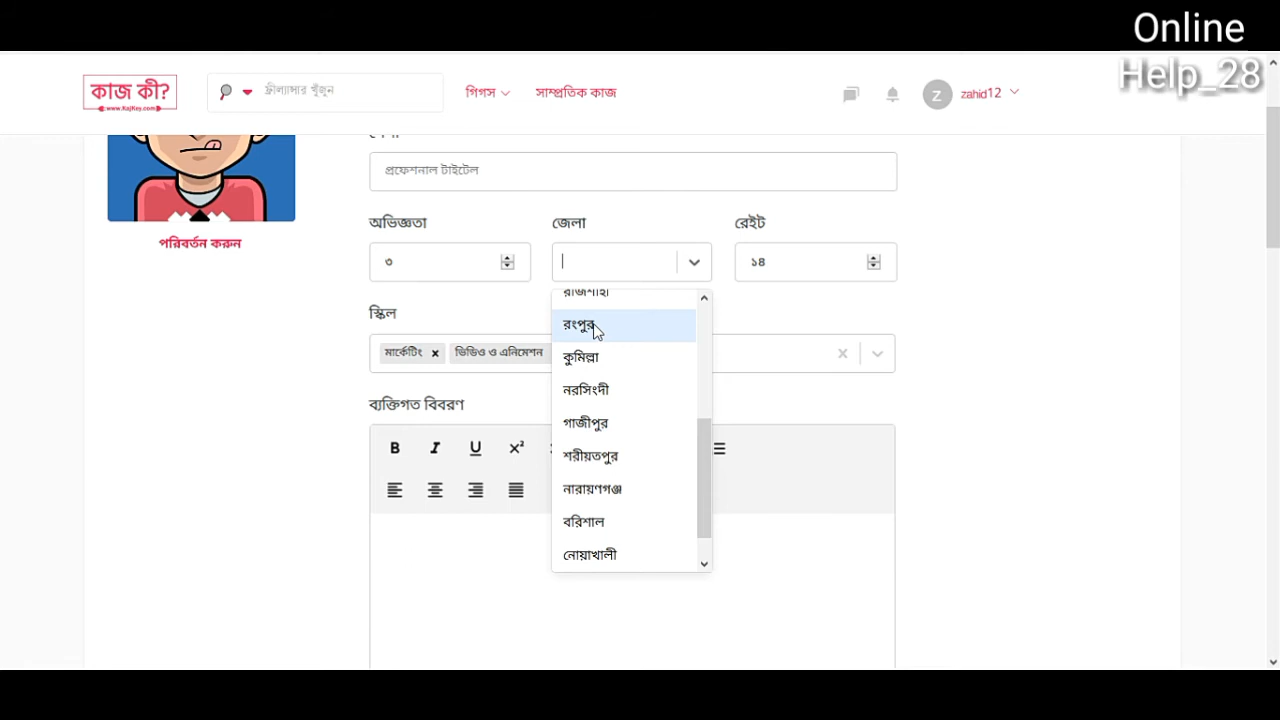 Online
Help_28
কাজ কী?
www.KajKey.com
ফ্রীল্যান্সার খুঁজুন
গিগস
সাম্প্রতিক কাজ
z
zahid12
প্রফেশনাল টাইটেল
পরিবর্তন করুন
অভিজ্ঞতা
জেলা
রেইট
৩
১৪
রাজশাহী
রংপুর
কুমিল্লা
নরসিংদী
গাজীপুর
শরীয়তপুর
নারায়ণগঞ্জ
বরিশাল
নোয়াখালী
স্কিল
মার্কেটিং x
ভিডিও ও এনিমেশন
ব্যক্তিগত বিবরণ
B I U X²